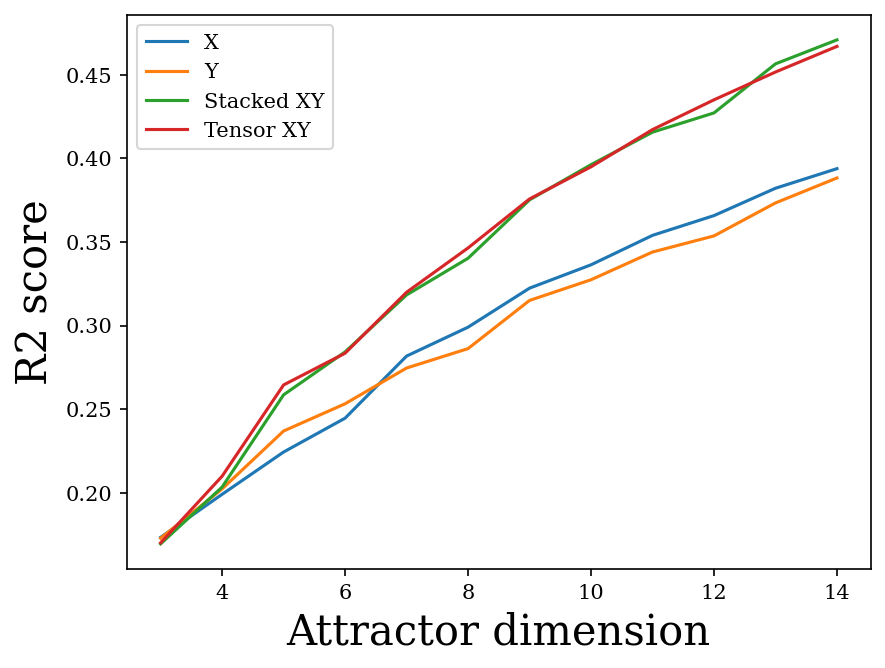 X
Y
Stacked XY
Tensor XY
0.45
0.40
0.35
0.30
0.25
0.20
R2 score
4 6 8 10 12 14
Attractor dimension